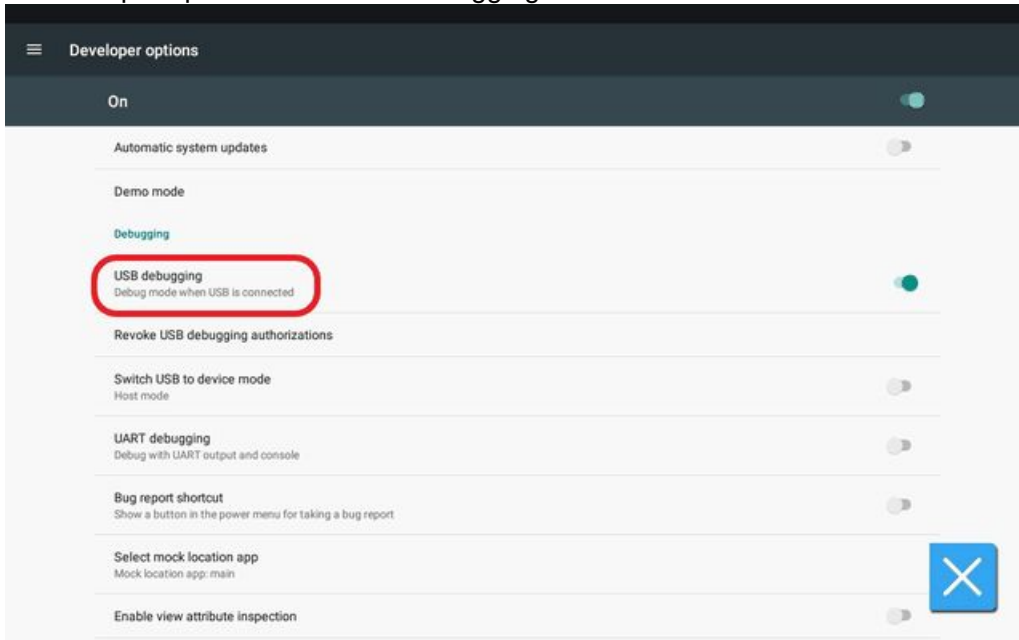 Developer options
On
Automatic system updates
Demo mode
Debugging
USB debugging
Debug mode when USB is connected
Revoke USB debugging authorizations
Switch USB to device mode
Host mode
UART debugging
Debug with UART output and console
Bug report shortcut
Show a button in the power menu for taking a bug report
Select mock location app
Mock location app: main
Enable view attribute inspection